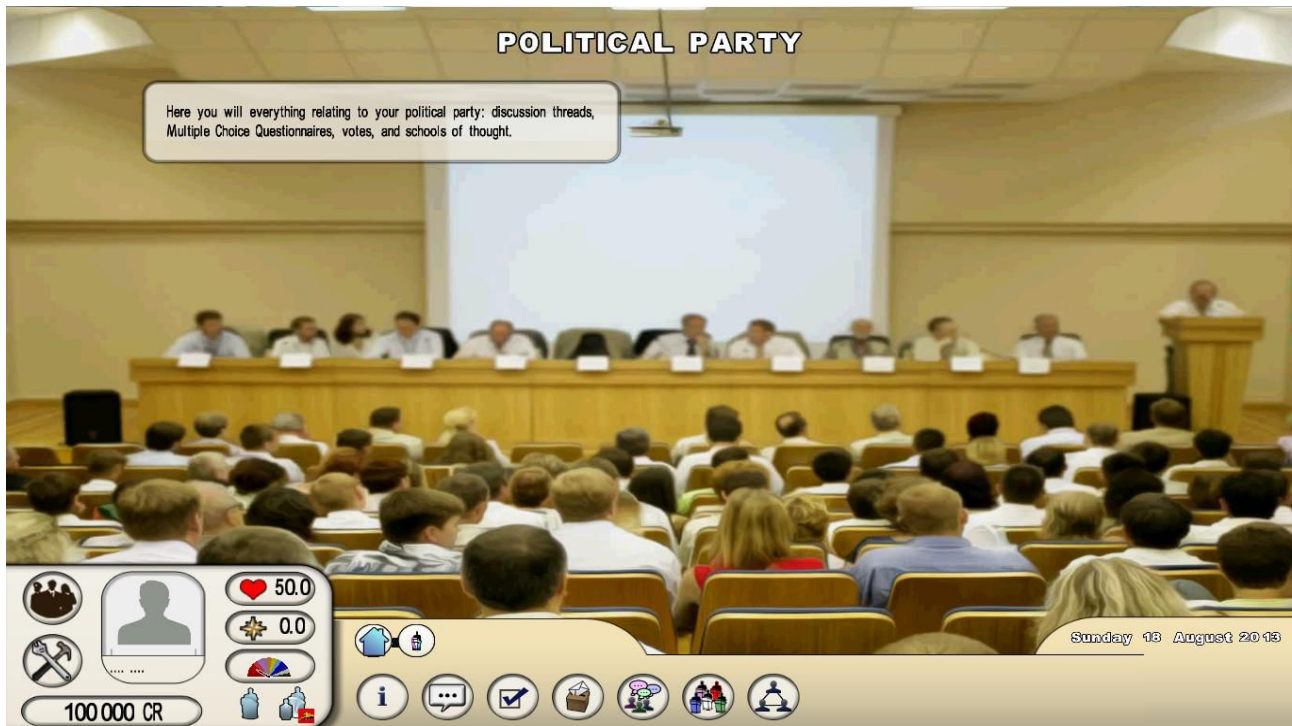 POLITICAL PARTY
Here you will everything relating to your political party: discussion threads,
Multiple Choice Questionnaires, votes, and schools of thought.
50.0
0.0
.... ....
100 000 CR
Sunday 18 August 2013
i